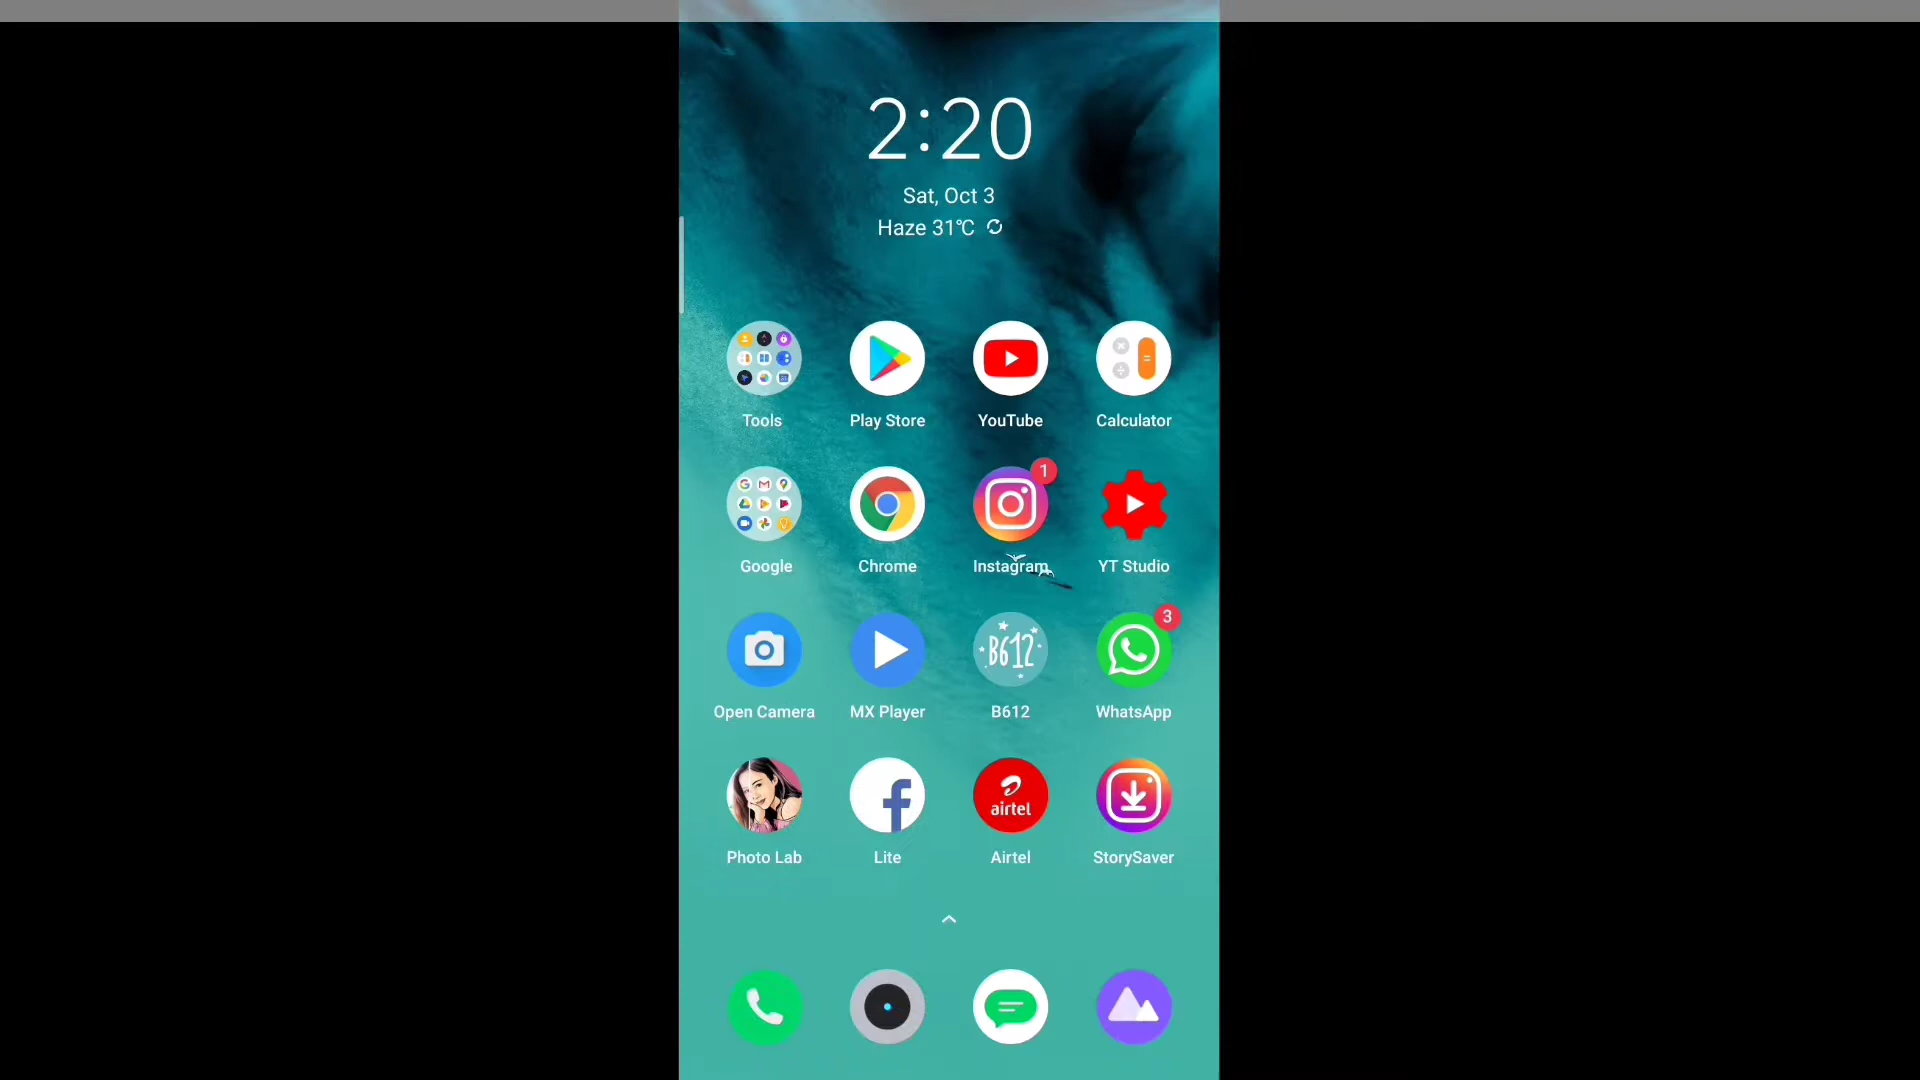 2:20
Sat, Oct 3
Haze 31℃
Tools
Play Store
YouTube
Calculator
1
Google
Chrome
Instagram
YT Studio
3
B612
Open Camera
MX Player
B612
WhatsApp
airtel
Photo Lab
Lite
Airtel
StorySaver